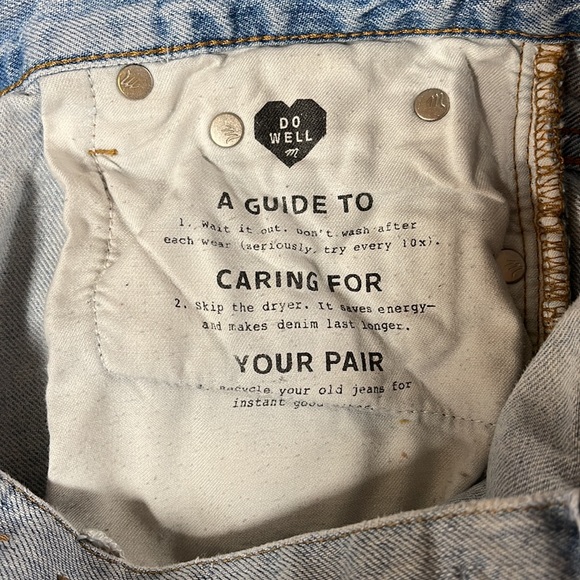 DO
WELL
A GUIDE TO
1. Wait it out. Don't wash after
each wear (seriously, try every 10x).
CARING FOR
2. Skip the dryer. It saves energy—
and makes denim last longer.
YOUR PAIR
Recycle your old jeans for
instant